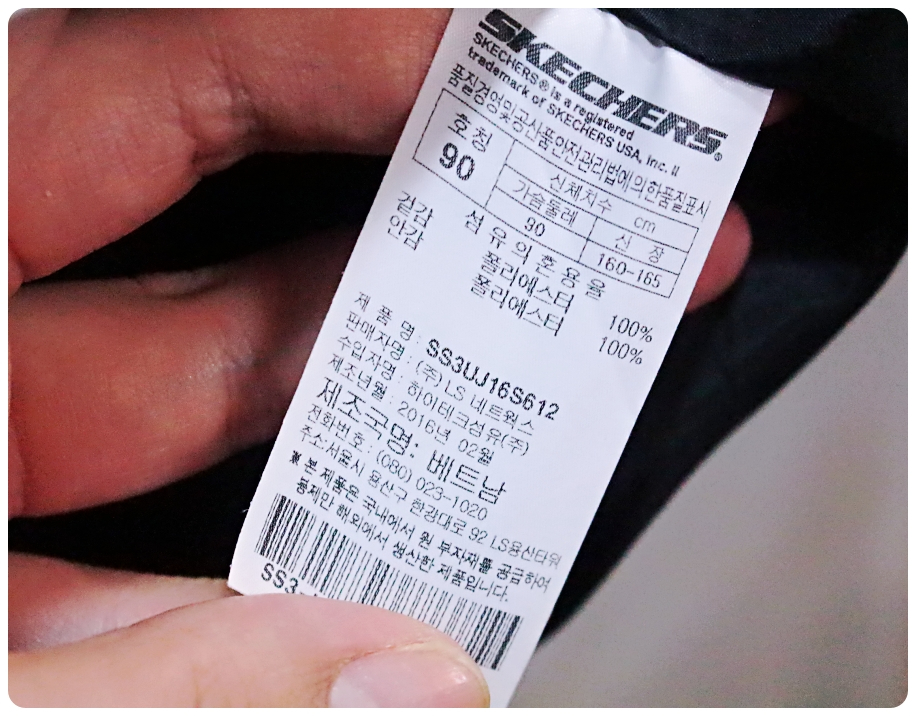 SKECHERS®
SKECHERS® is a registered
trademark of SKECHERS USA, Inc. II
품질경영및공산품안전관리법에의한품질표시
호칭
90
신체치수 cm
가슴둘레 신 장
90 160-165
섬 유 의 혼 용 율
겉감 폴리에스터 100%
안감 폴리에스터 100%
제 품 명 : SS3UJ16S612
판매자명 : (주) LS 네트웍스
수입자명 : 하이테크섬유(주)
제조년월 : 2016년 02월
제조국명: 베트남
전화번호 : (080) 023-1020
주소:서울시 용산구 한강대로 92 LS용산타워
본 제품은 국내에서 원 부자재를 공급하여
봉제만 해외에서 생산한 제품입니다.
SS3